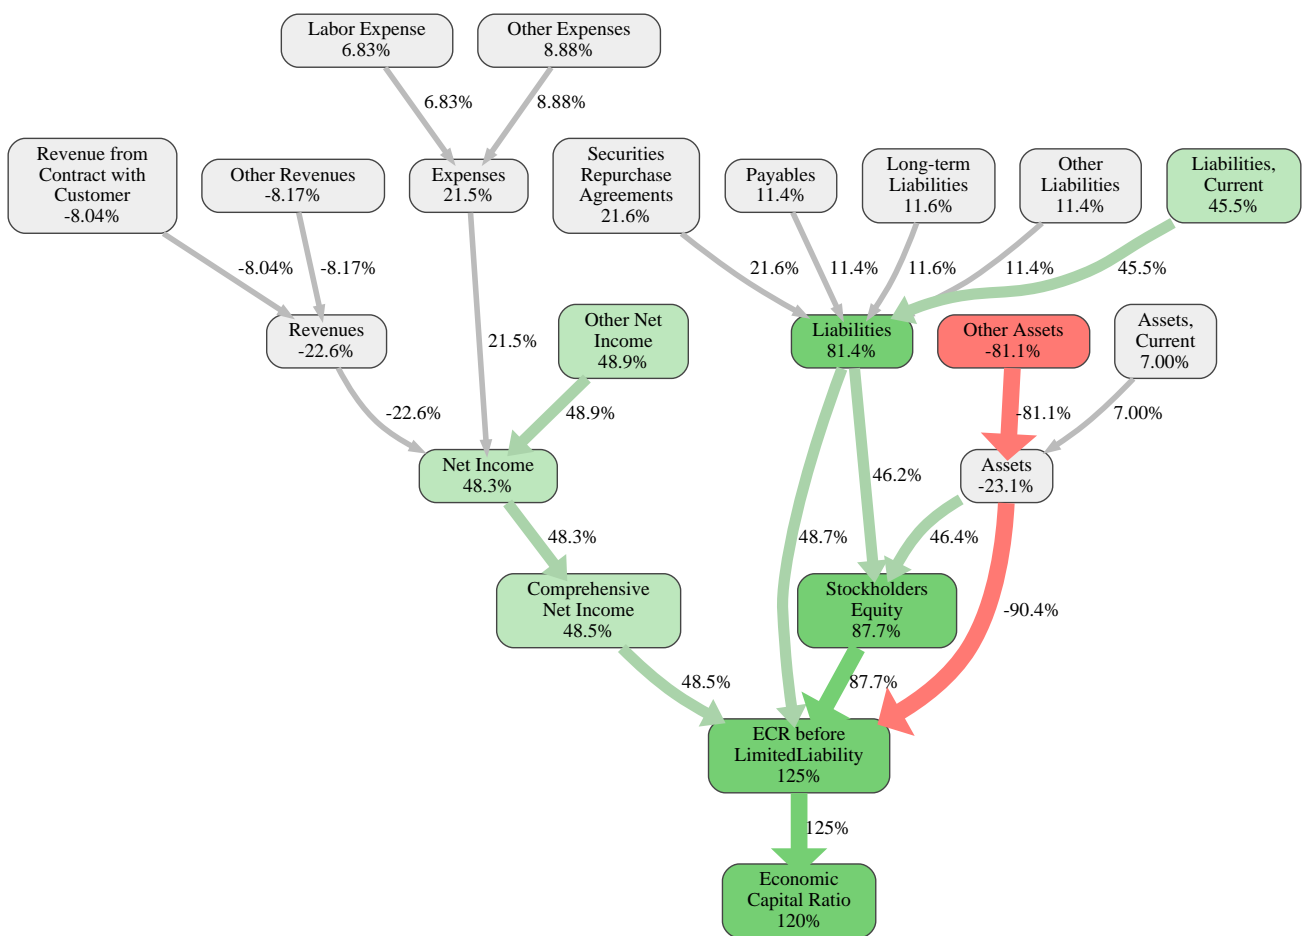 Labor Expense
6.83%
Other Expenses
8.88%
6.83%
8.88%
Revenue from
Contract with
Customer
-8.04%
Other Revenues
-8.17%
Expenses
21.5%
Securities
Repurchase
Agreements
21.6%
Payables
11.4%
Long-term
Liabilities
11.6%
Other
Liabilities
11.4%
Liabilities,
Current
45.5%
-8.04%
-8.17%
21.6%
11.4%
11.6%
11.4%
45.5%
Revenues
-22.6%
21.5%
Other Net
Income
48.9%
Liabilities
81.4%
Other Assets
-81.1%
Assets,
Current
7.00%
-22.6%
48.9%
-81.1%
7.00%
Net Income
48.3%
46.2%
Assets
-23.1%
48.3%
48.7%
46.4%
Comprehensive
Net Income
48.5%
Stockholders
Equity
87.7%
-90.4%
48.5%
87.7%
ECR before
LimitedLiability
125%
125%
Economic
Capital Ratio
120%